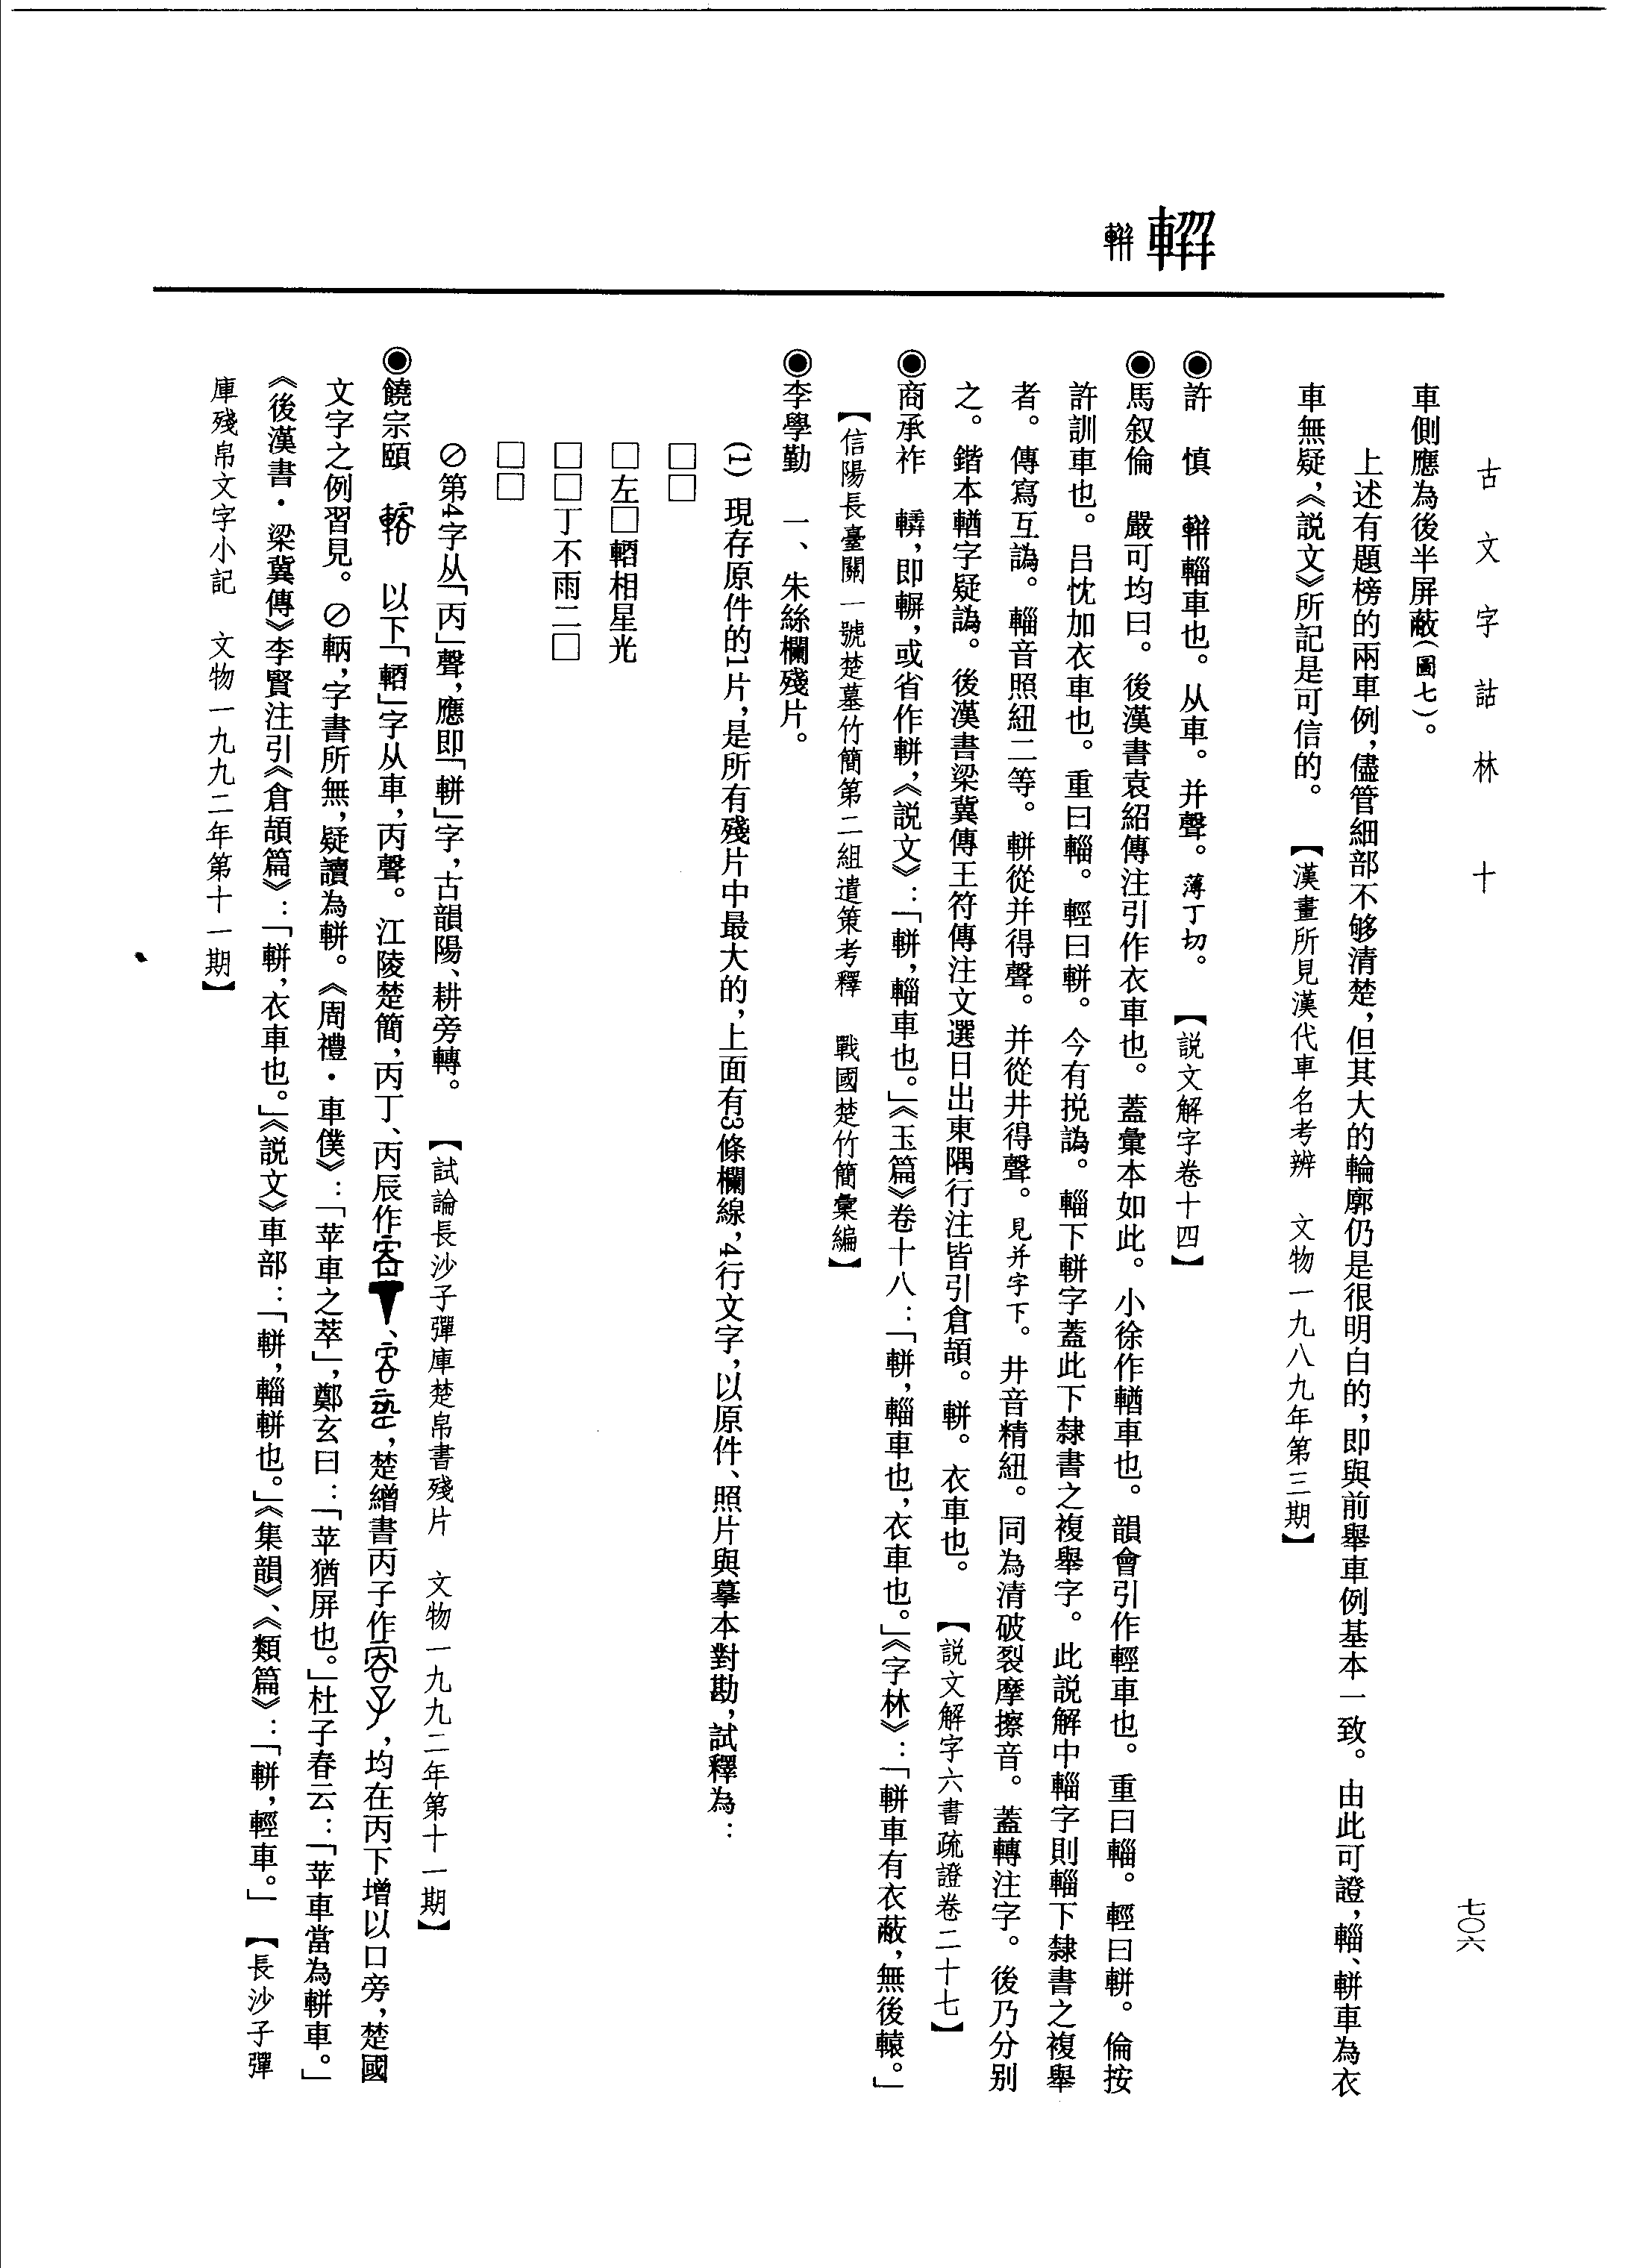 古文字詁林　十
七〇六
軿
車側應為後半屏蔽(圖七)。
上述有題榜的兩車例,儘管細部不够清楚,但其大的輪廓仍是很明白的,即與前舉車例基本一致。由此可證,輜、軿車為衣
車無疑,《説文》所記是可信的。　【漢畫所見漢代車名考辨　文物一九八九年第三期】
◉許　慎　軿輜車也。从車。并聲。薄丁切。　【説文解字卷十四】
◉馬叙倫　嚴可均曰。後漢書袁紹傳注引作衣車也。蓋彙本如此。小徐作輶車也。韻會引作輕車也。重曰輜。輕曰軿。倫按
許訓車也。吕忱加衣車也。重曰輜。輕曰軿。今有挩譌。輜下軿字蓋此下隸書之複舉字。此説解中輜字則輜下隸書之複舉
者。傳寫互譌。輜音照紐二等。軿從并得聲。并從井得聲。見并字下。井音精紐。同為清破裂摩擦音。蓋轉注字。後乃分别
之。鍇本輶字疑譌。後漢書梁冀傳王符傳注文選日出東隅行注皆引倉頡。軿。衣車也。　【説文解字六書疏證卷二十七】
◉商承祚　,即䡟,或省作軿,《説文》:「軿,輜車也。」《玉篇》卷十八:「軿,輜車也,衣車也。」《字林》:「軿車有衣蔽,無後轅。」
【信陽長臺關一號楚墓竹簡第二組遣策考釋　戰國楚竹簡彙編】
◉李學勤　一、朱絲欄殘片。
(1) 現存原件的1片,是所有殘片中最大的,上面有3條欄線,4行文字,以原件、照片與摹本對勘,試釋為:
□□
□左□相星光
□□丁不雨二□
□□
⊘第4字从「丙」聲,應即「軿」字,古韻陽、耕旁轉。　【試論長沙子彈庫楚帛書殘片　文物一九九二年第十一期】
◉饒宗頤　以下「」字从車,丙聲。江陵楚簡,丙丁、丙辰作、,楚繒書丙子作,均在丙下增以口旁,楚國
文字之例習見。⊘輛,字書所無,疑讀為軿。《周禮·車僕》:「苹車之萃」,鄭玄曰:「苹猶屏也。」杜子春云:「苹車當為軿車。」
《後漢書·梁冀傳》李賢注引《倉頡篇》:「軿,衣車也。」《説文》車部:「軿,輜軿也。」《集韻》、《類篇》:「軿,輕車。」　【長沙子彈
庫殘帛文字小記　文物一九九二年第十一期】